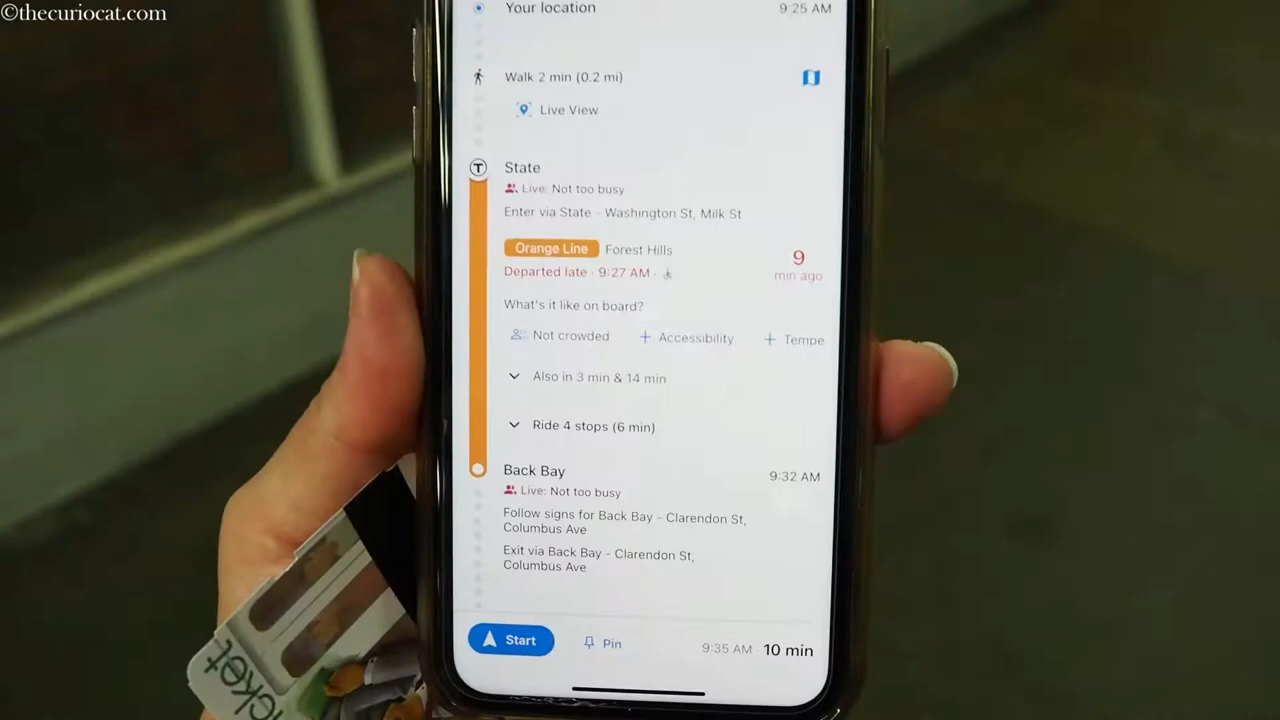 ©thecuriocat.com
Your location 9:25 AM
Walk 2 min (0.2 mi)
Live View
T State
Live: Not too busy
Enter via State - Washington St, Milk St
Orange Line Forest Hills 9
Departed late · 9:27 AM · min ago
What's it like on board?
Not crowded + Accessibility + Tempe
Also in 3 min & 14 min
Ride 4 stops (6 min)
Back Bay 9:32 AM
Live: Not too busy
Follow signs for Back Bay - Clarendon St,
Columbus Ave
Exit via Back Bay - Clarendon St,
Columbus Ave
Start Pin 9:35 AM · 10 min
cket